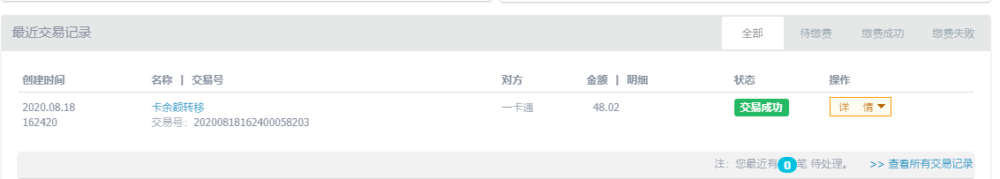 最近交易记录 全部 待缴费 缴费成功 缴费失败
创建时间 名称 | 交易号 对方 金额 | 明细 状态 操作
2020.08.18 卡余额转移 一卡通 48.02 交易成功 详 情
162420 交易号：20200818162400058203
注：您最近有0笔 待处理。 >> 查看所有交易记录